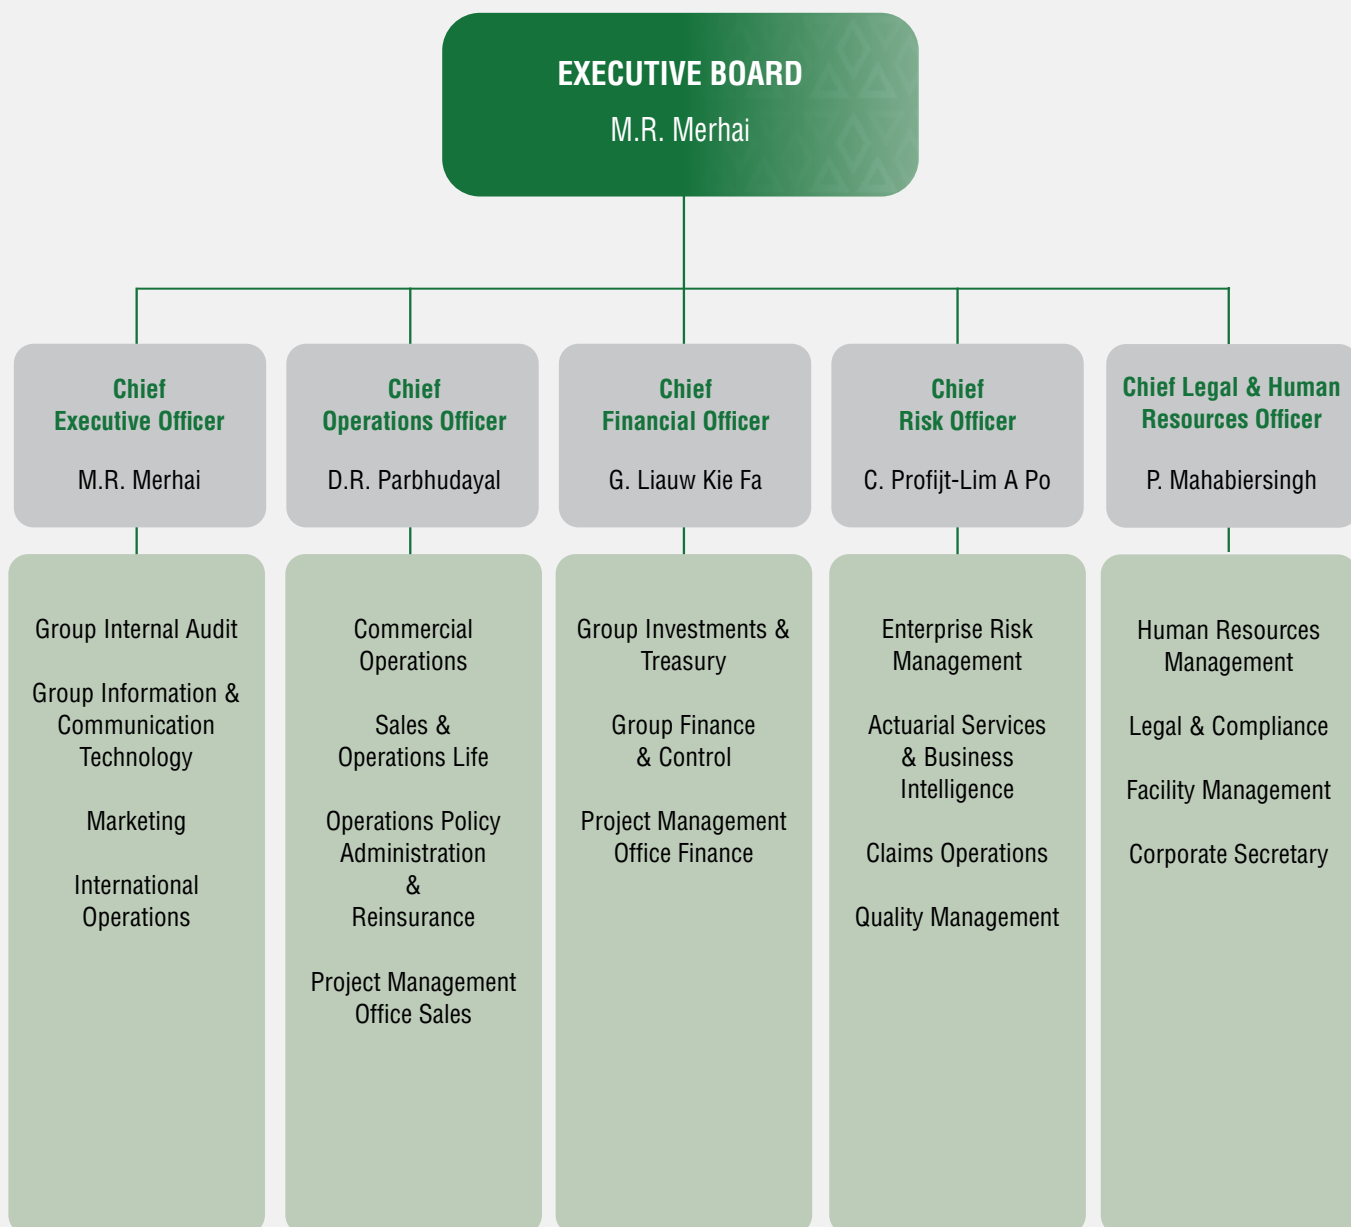 EXECUTIVE BOARD
M.R. Merhai
Chief
Executive Officer
M.R. Merhai
Chief
Operations Officer
D.R. Parbhudayal
Chief
Financial Officer
G. Liauw Kie Fa
Chief
Risk Officer
C. Profijt-Lim A Po
Chief Legal & Human
Resources Officer
P. Mahabiersingh
Group Internal Audit
Group Information &
Communication
Technology
Marketing
International
Operations
Commercial
Operations
Sales &
Operations Life
Operations Policy
Administration
&
Reinsurance
Project Management
Office Sales
Group Investments &
Treasury
Group Finance
& Control
Project Management
Office Finance
Enterprise Risk
Management
Actuarial Services
& Business
Intelligence
Claims Operations
Quality Management
Human Resources
Management
Legal & Compliance
Facility Management
Corporate Secretary